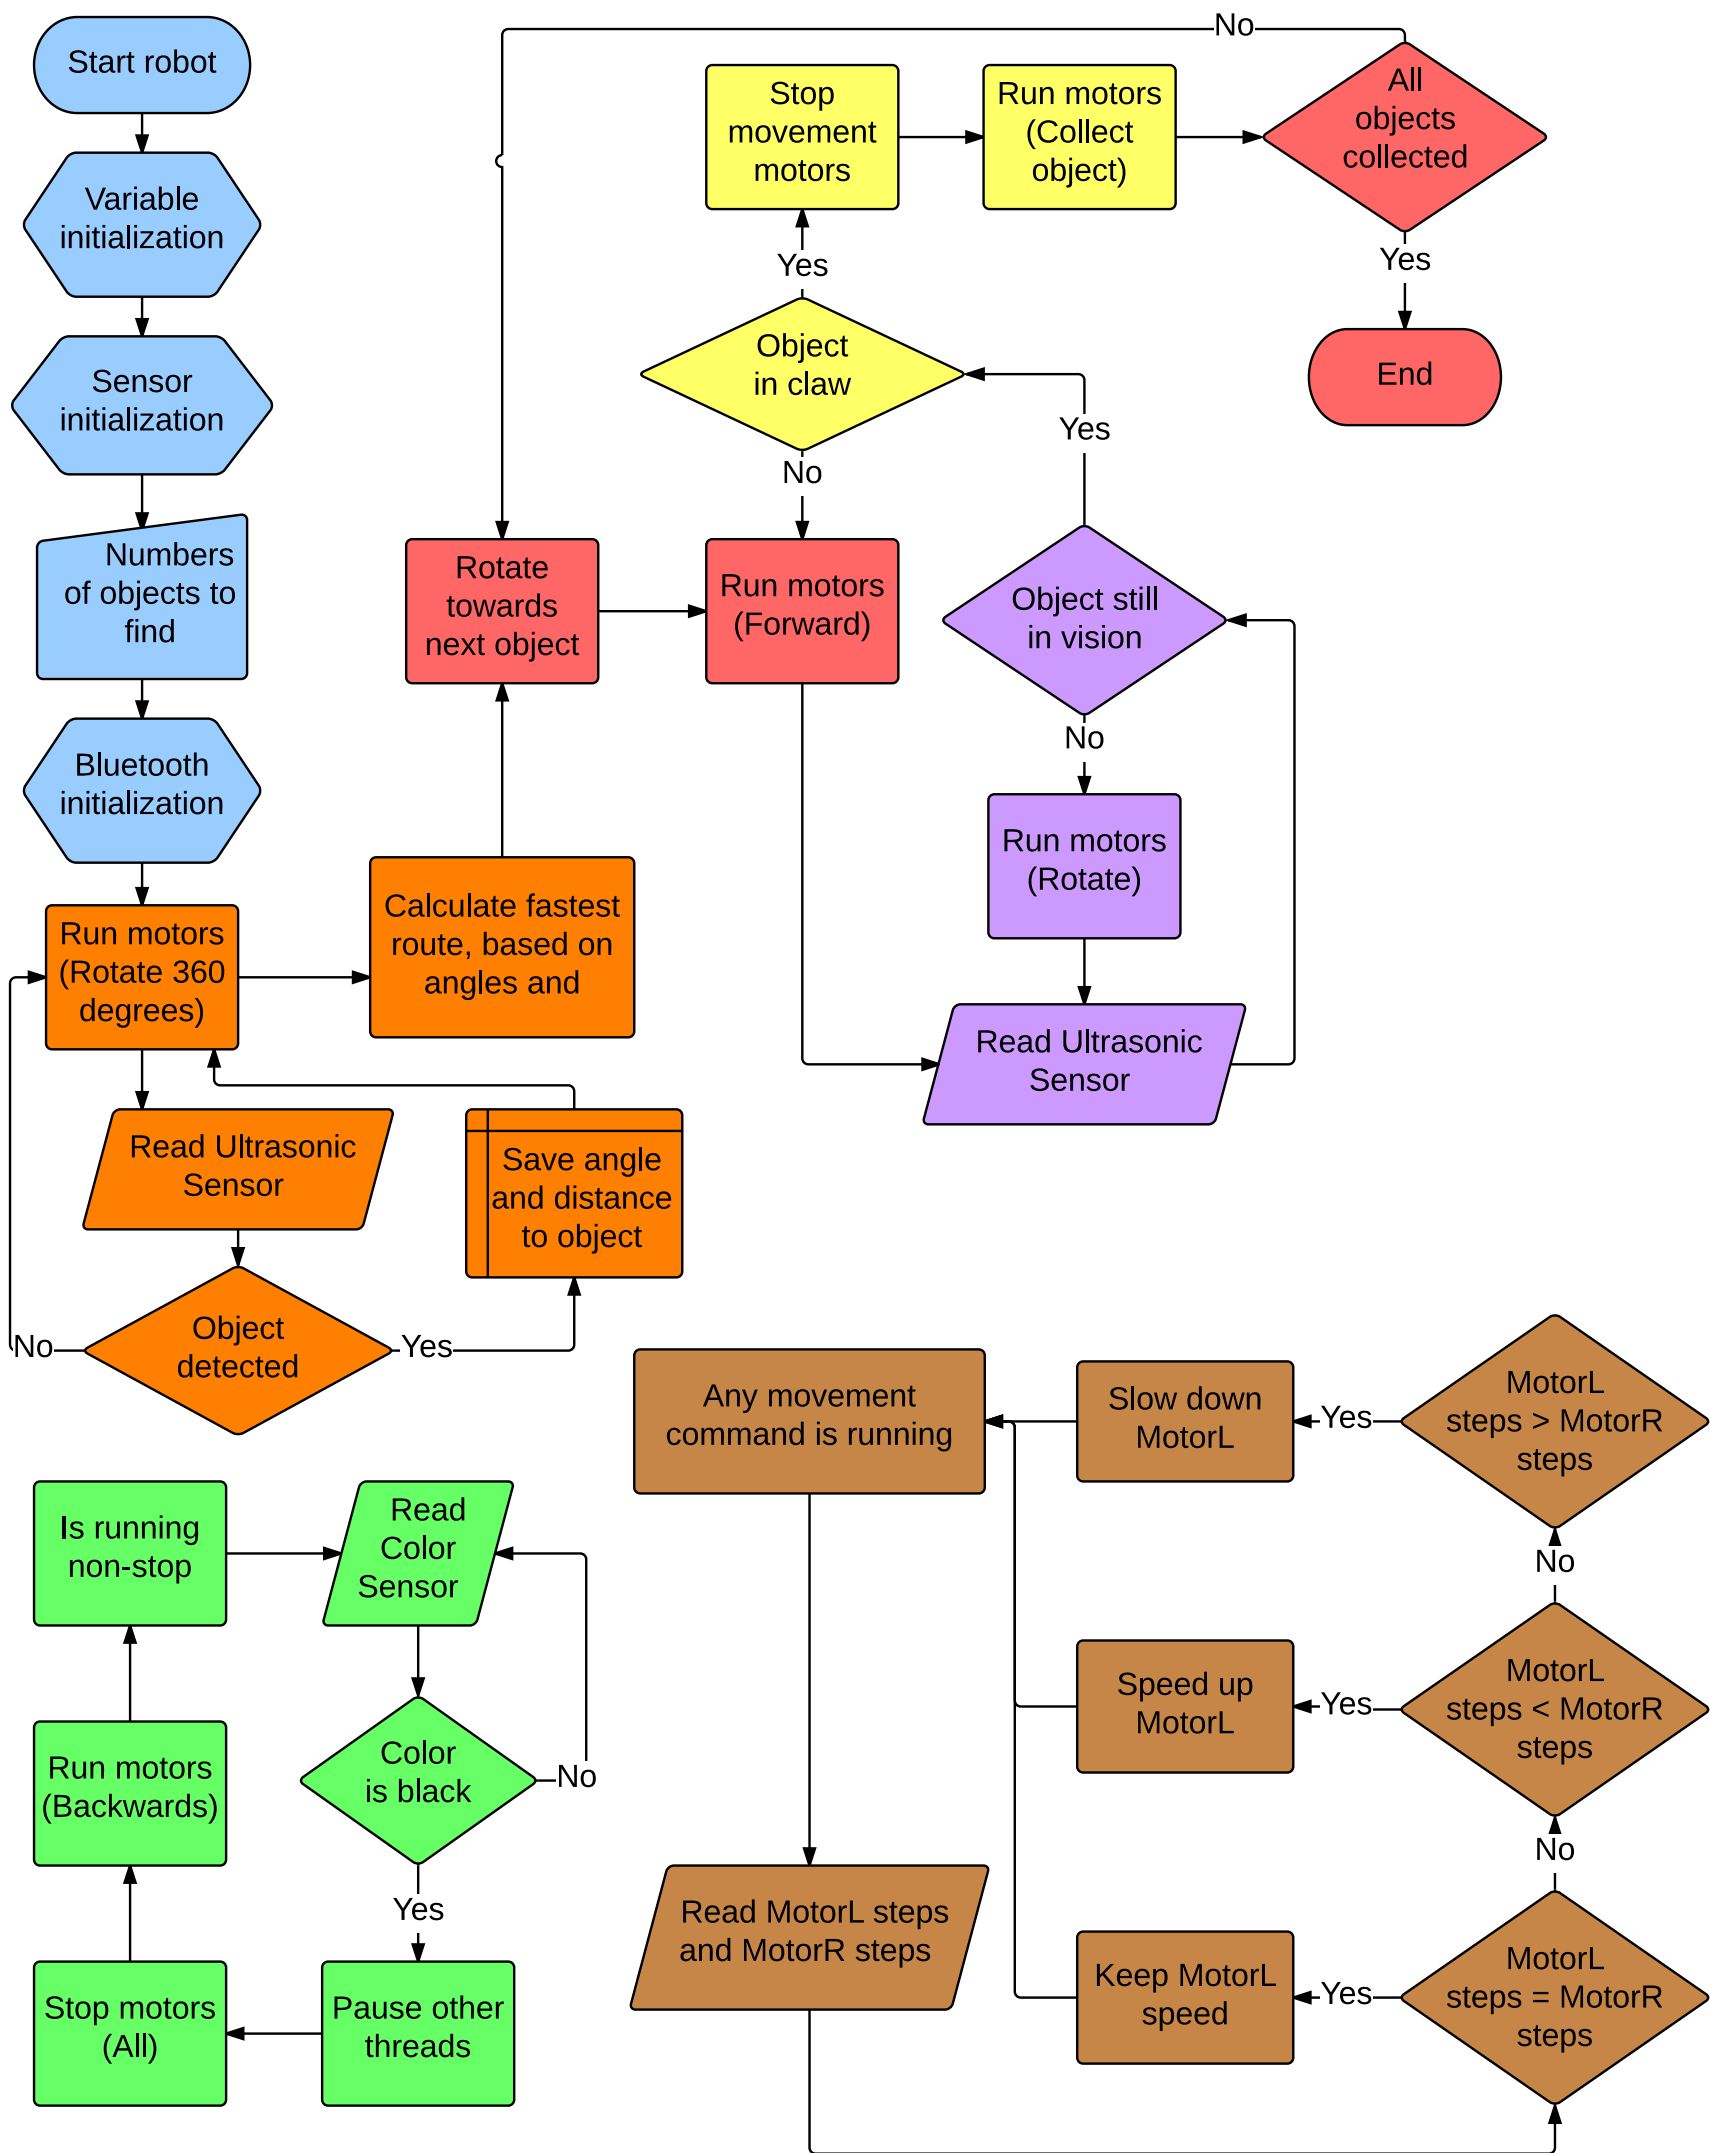 Start robot
Variable
initialization
Sensor
initialization
Numbers
of objects to
find
Bluetooth
initialization
Run motors
(Rotate 360
degrees)
Calculate fastest
route, based on
angles and
Read Ultrasonic
Sensor
Object
detected
No
Yes
Save angle
and distance
to object
Rotate
towards
next object
Run motors
(Forward)
Read Ultrasonic
Sensor
Object still
in vision
No
Run motors
(Rotate)
Yes
Object
in claw
No
Yes
Stop
movement
motors
Run motors
(Collect
object)
All
objects
collected
No
Yes
End
Is running
non-stop
Read
Color
Sensor
Color
is black
No
Yes
Pause other
threads
Stop motors
(All)
Run motors
(Backwards)
Any movement
command is running
Read MotorL steps
and MotorR steps
MotorL
steps = MotorR
steps
Yes
Keep MotorL
speed
No
MotorL
steps < MotorR
steps
Yes
Speed up
MotorL
No
MotorL
steps > MotorR
steps
Yes
Slow down
MotorL